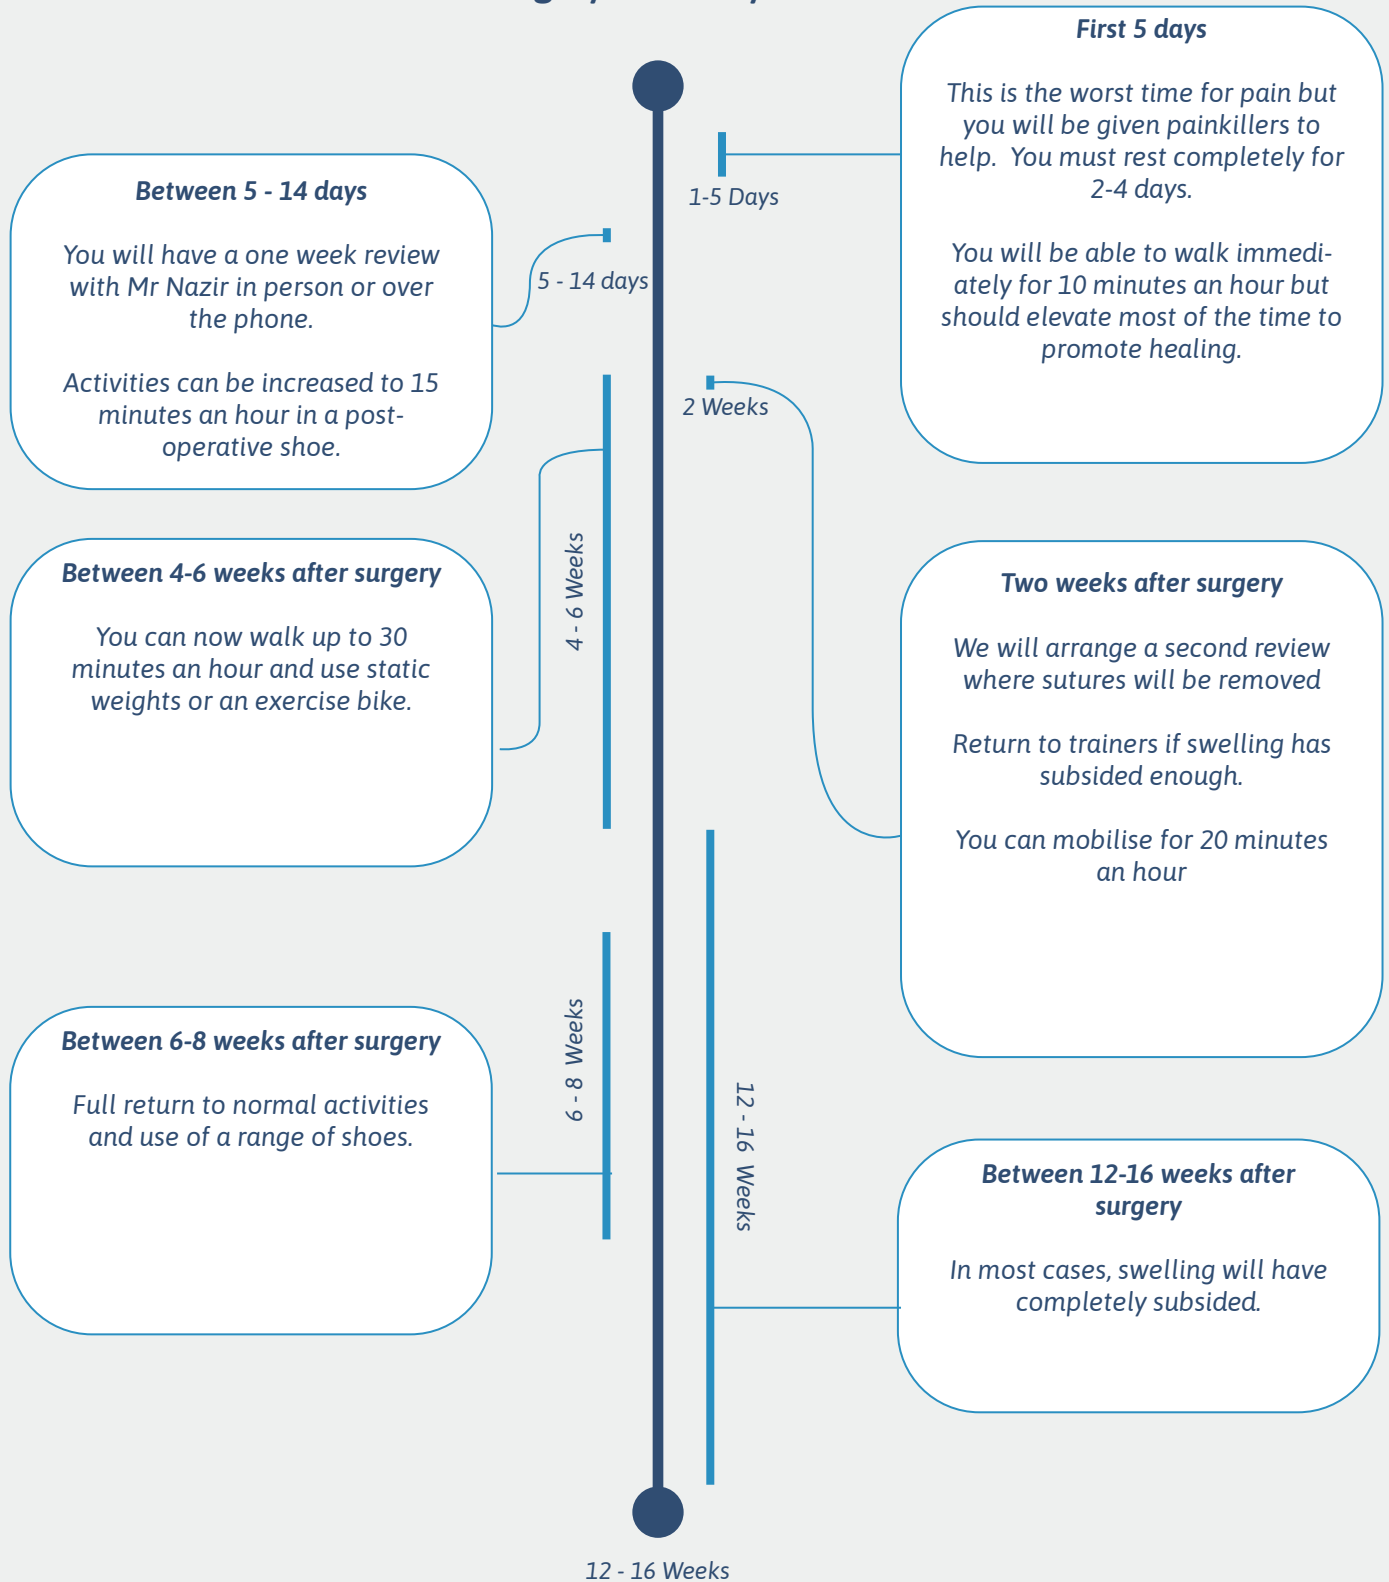 First 5 days
This is the worst time for pain but
you will be given painkillers to
help.  You must rest completely for
2-4 days.
You will be able to walk immedi-
ately for 10 minutes an hour but
should elevate most of the time to
promote healing.
1-5 Days
Between 5 - 14 days
You will have a one week review
with Mr Nazir in person or over
the phone.
Activities can be increased to 15
minutes an hour in a post-
operative shoe.
5 - 14 days
2 Weeks
Two weeks after surgery
We will arrange a second review
where sutures will be removed
Return to trainers if swelling has
subsided enough.
You can mobilise for 20 minutes
an hour
Between 4-6 weeks after surgery
You can now walk up to 30
minutes an hour and use static
weights or an exercise bike.
4 - 6 Weeks
Between 6-8 weeks after surgery
Full return to normal activities
and use of a range of shoes.
6 - 8 Weeks
12 - 16 Weeks
Between 12-16 weeks after
surgery
In most cases, swelling will have
completely subsided.
12 - 16 Weeks